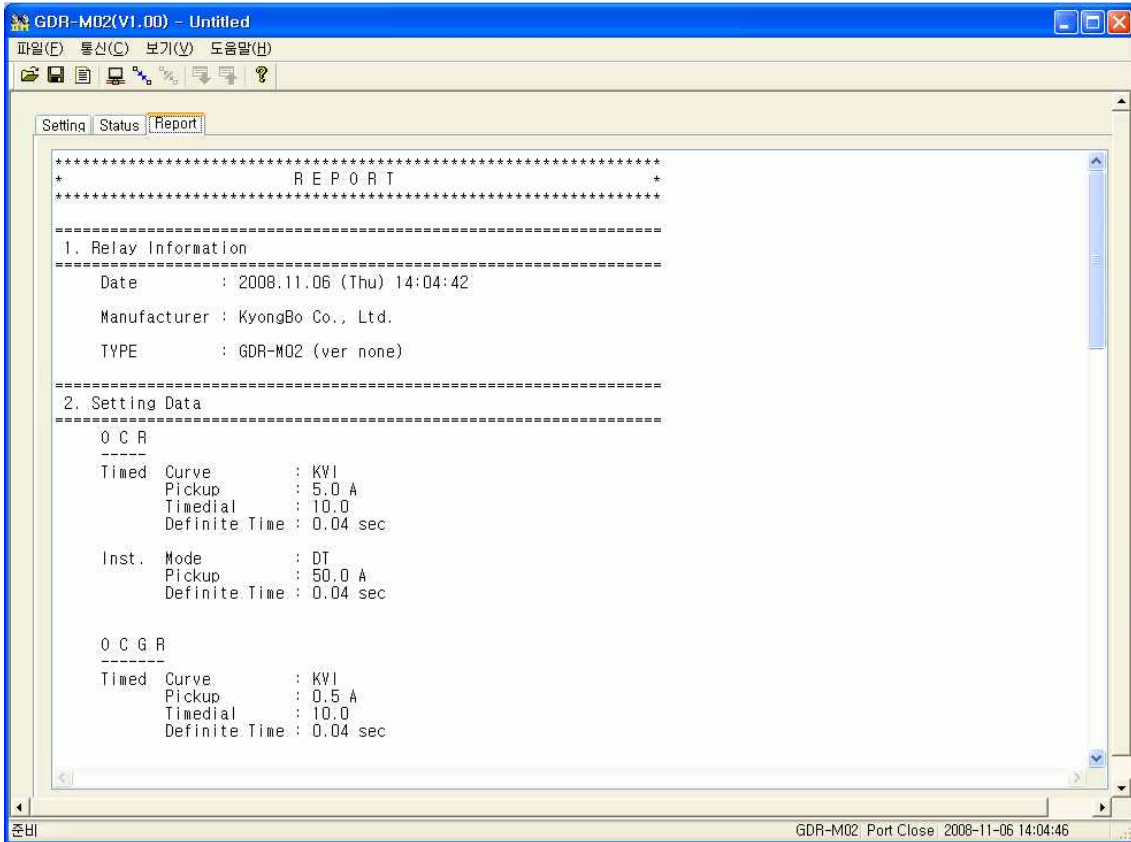 GDR-M02(V1.00) - Untitled
파일(F) 통신(C) 보기(V) 도움말(H)
Setting Status Report
******************************************************************
* R E P O R T *
******************************************************************
==================================================================
1. Relay Information
==================================================================
Date : 2008.11.06 (Thu) 14:04:42
Manufacturer : KyongBo Co., Ltd.
TYPE : GDR-M02 (ver none)
==================================================================
2. Setting Data
==================================================================
O C R
-----
Timed Curve : KVI
Pickup : 5.0 A
Timedial : 10.0
Definite Time : 0.04 sec
Inst. Mode : DT
Pickup : 50.0 A
Definite Time : 0.04 sec
O C G R
-------
Timed Curve : KVI
Pickup : 0.5 A
Timedial : 10.0
Definite Time : 0.04 sec
준비 GDR-M02 Port Close 2008-11-06 14:04:46